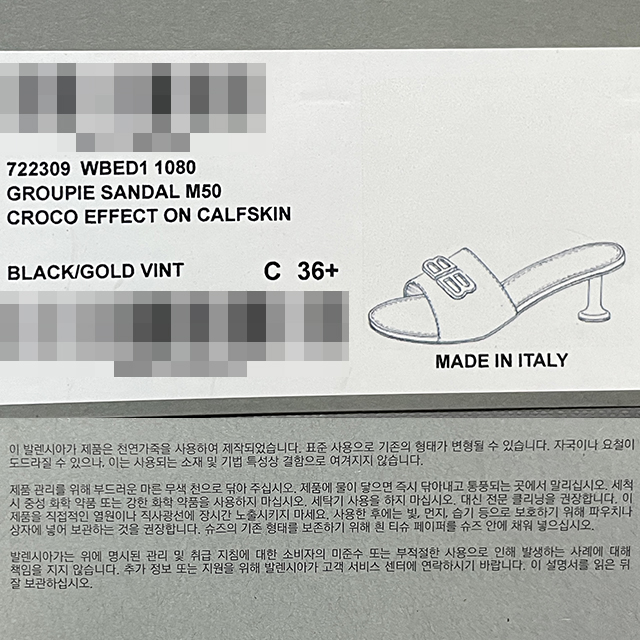 722309 WBED1 1080
GROUPIE SANDAL M50
CROCO EFFECT ON CALFSKIN
BLACK/GOLD VINT C 36+
BB
MADE IN ITALY
이 발렌시아가 제품은 천연가죽을 사용하여 제작되었습니다. 표준 사용으로 기존의 형태가 변형될 수 있습니다. 자국이나 요철이
도드라질 수 있으나, 이는 사용되는 소재 및 기법 특성상 결함으로 여겨지지 않습니다.
제품 관리를 위해 부드러운 마른 무색 천으로 닦아 주십시오. 제품에 물이 닿으면 즉시 닦아내고 통풍되는 곳에서 말리십시오. 세척
시 중성 화학 약품 또는 강한 화학 약품을 사용하지 마십시오. 세탁기 사용을 하지 마십시오. 대신 전문 클리닝을 권장합니다. 이
제품을 직접적인 열원이나 직사광선에 장시간 노출시키지 마세요. 사용한 후에는 빛, 먼지, 습기 등으로 보호하기 위해 파우치나
상자에 넣어 보관하는 것을 권장합니다. 슈즈의 기존 형태를 보존하기 위해 흰 티슈 페이퍼를 슈즈 안에 채워 넣으십시오.
발렌시아가는 위에 명시된 관리 및 취급 지침에 대한 소비자의 미준수 또는 부적절한 사용으로 인해 발생하는 사례에 대해
책임을 지지 않습니다. 추가 정보 또는 지원을 위해 발렌시아가 고객 서비스 센터에 연락하시기 바랍니다. 이 설명서를 읽은 뒤
잘 보관하십시오.